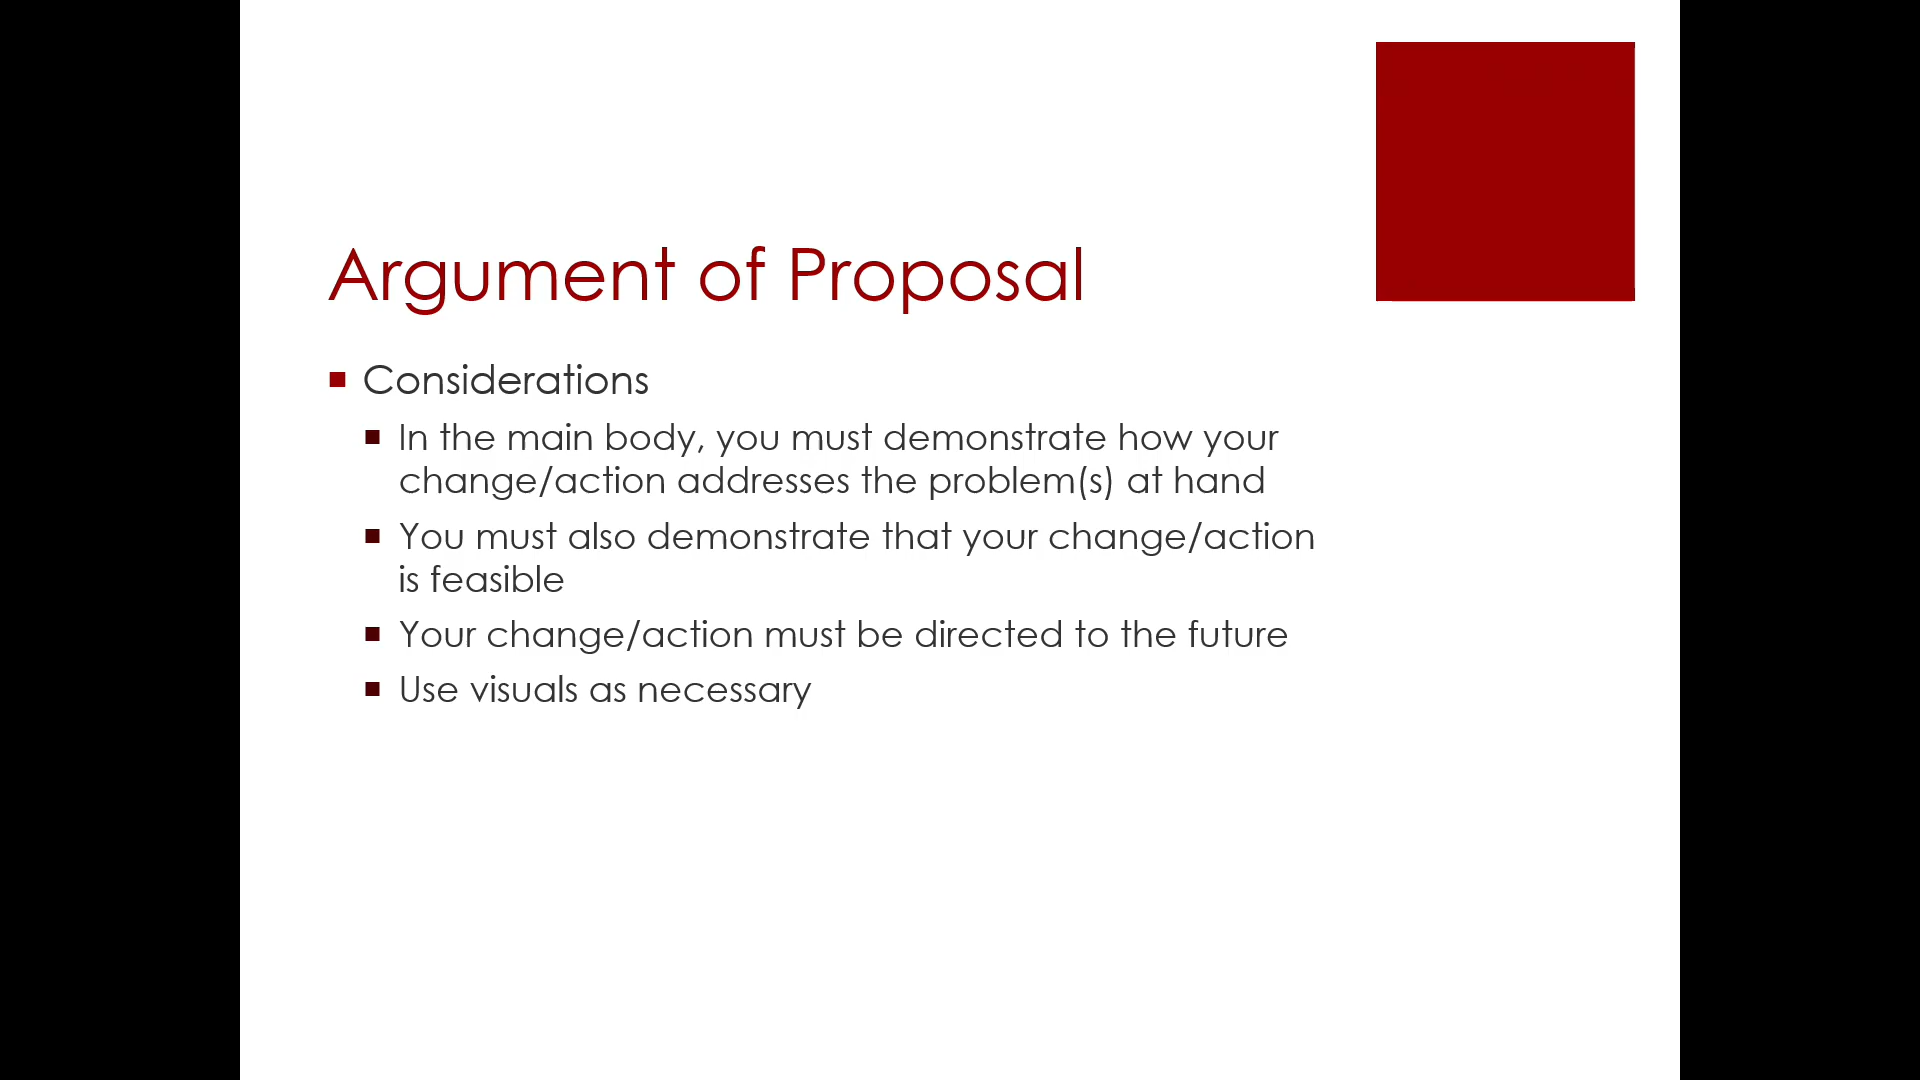 Argument of Proposal
Considerations
In the main body, you must demonstrate how your
change/action addresses the problem(s) at hand
You must also demonstrate that your change/action
is feasible
Your change/action must be directed to the future
Use visuals as necessary